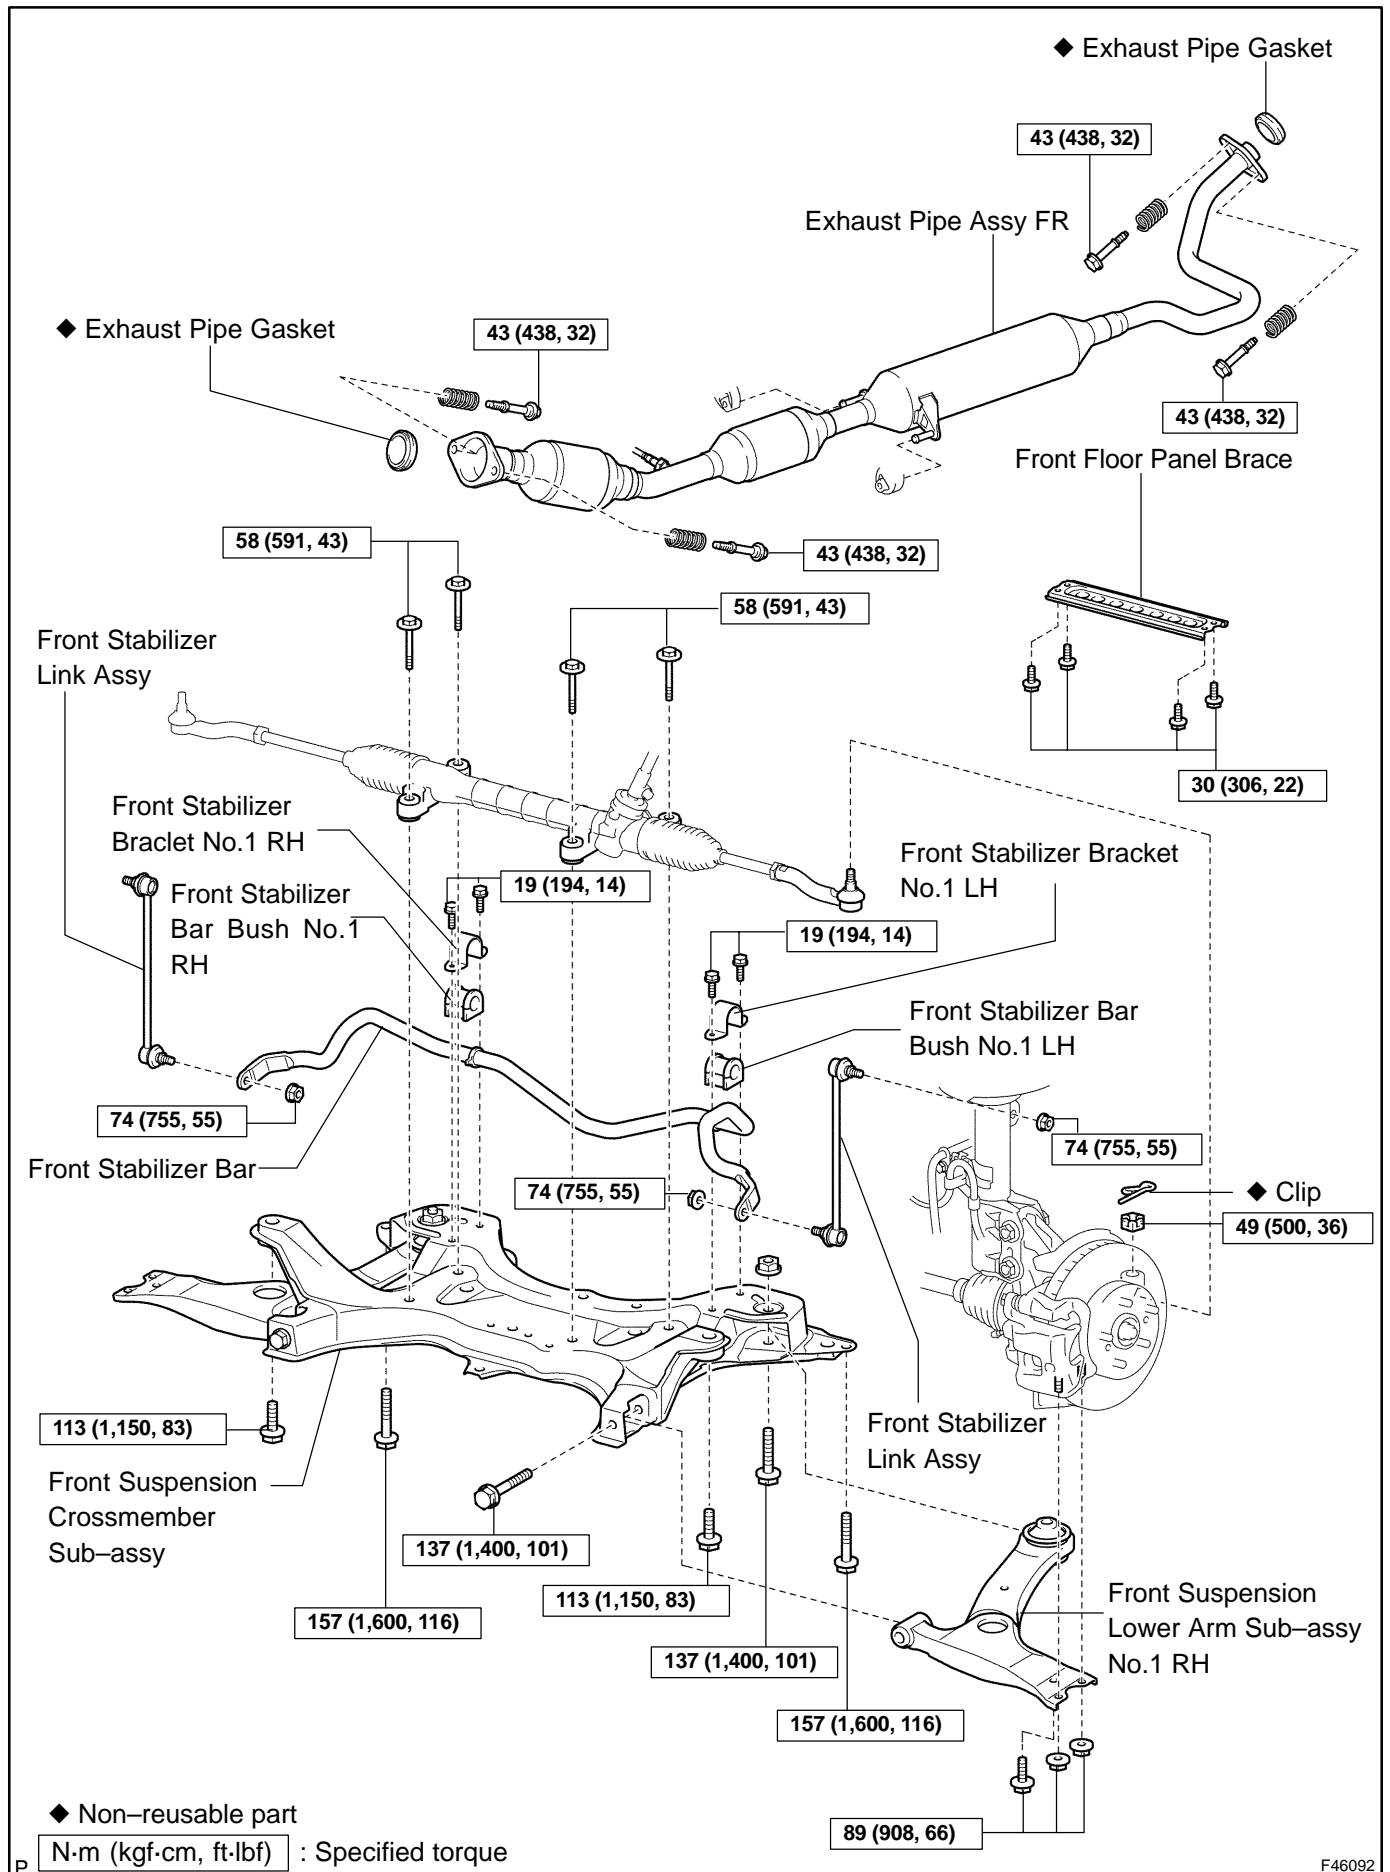 ◆ Exhaust Pipe Gasket
43 (438, 32)
Exhaust Pipe Assy FR
◆ Exhaust Pipe Gasket
43 (438, 32)
43 (438, 32)
Front Floor Panel Brace
58 (591, 43)
43 (438, 32)
58 (591, 43)
Front Stabilizer
Link Assy
30 (306, 22)
Front Stabilizer
Braclet No.1 RH
Front Stabilizer Bracket
No.1 LH
19 (194, 14)
Front Stabilizer
Bar Bush No.1
RH
19 (194, 14)
Front Stabilizer Bar
Bush No.1 LH
74 (755, 55)
74 (755, 55)
Front Stabilizer Bar
74 (755, 55)
◆ Clip
49 (500, 36)
113 (1,150, 83)
Front Stabilizer
Link Assy
Front Suspension
Crossmember
Sub–assy
137 (1,400, 101)
113 (1,150, 83)
157 (1,600, 116)
Front Suspension
Lower Arm Sub–assy
No.1 RH
137 (1,400, 101)
157 (1,600, 116)
89 (908, 66)
◆ Non–reusable part
N·m (kgf·cm, ft·lbf) : Specified torque
P
F46092